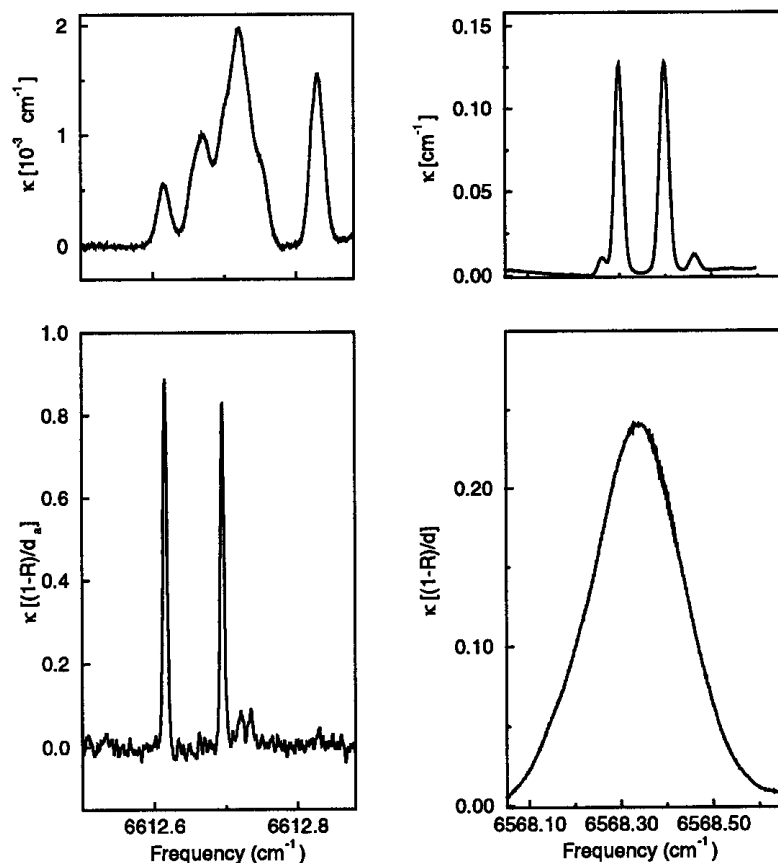 2
1
0
κ [10⁻³ cm⁻¹]
0.15
0.10
0.05
0.00
κ [cm⁻¹]
1.0
0.8
0.6
0.4
0.2
0.0
κ [(1-R)/dₐ]
6612.6 6612.8
Frequency (cm⁻¹)
0.20
0.10
0.00
κ [(1-R)/d]
6568.10 6568.30 6568.50
Frequency (cm⁻¹)